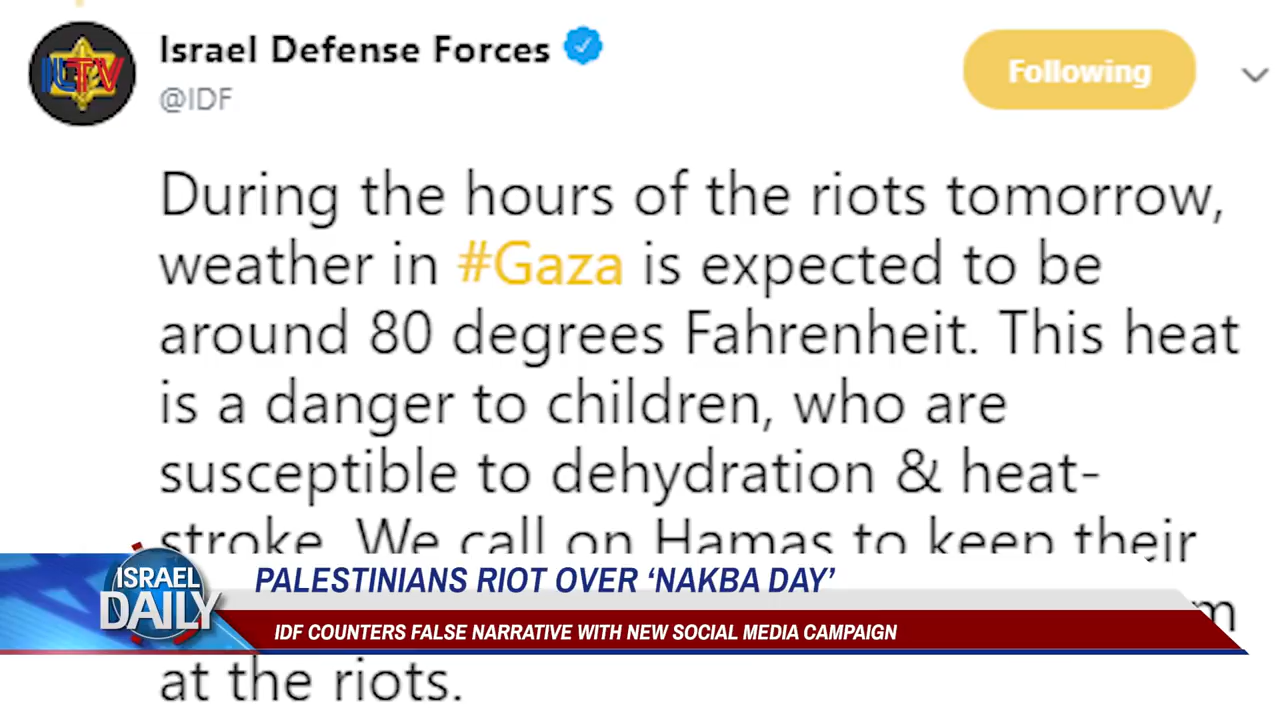 ILTV
Israel Defense Forces
@IDF
Following
During the hours of the riots tomorrow,
weather in #Gaza is expected to be
around 80 degrees Fahrenheit. This heat
is a danger to children, who are
susceptible to dehydration & heat-
stroke. We call on Hamas to keep their
m
at the riots.
ISRAEL
DAILY
PALESTINIANS RIOT OVER ‘NAKBA DAY’
IDF COUNTERS FALSE NARRATIVE WITH NEW SOCIAL MEDIA CAMPAIGN